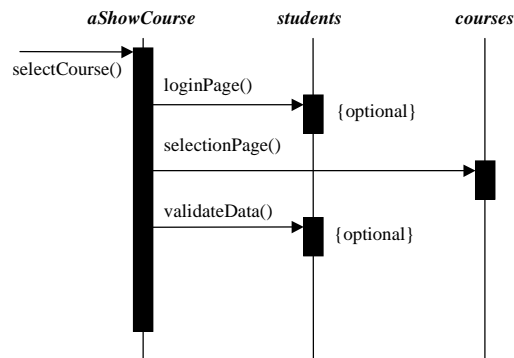 aShowCourse students courses
selectCourse()
loginPage()
{optional}
selectionPage()
validateData()
{optional}